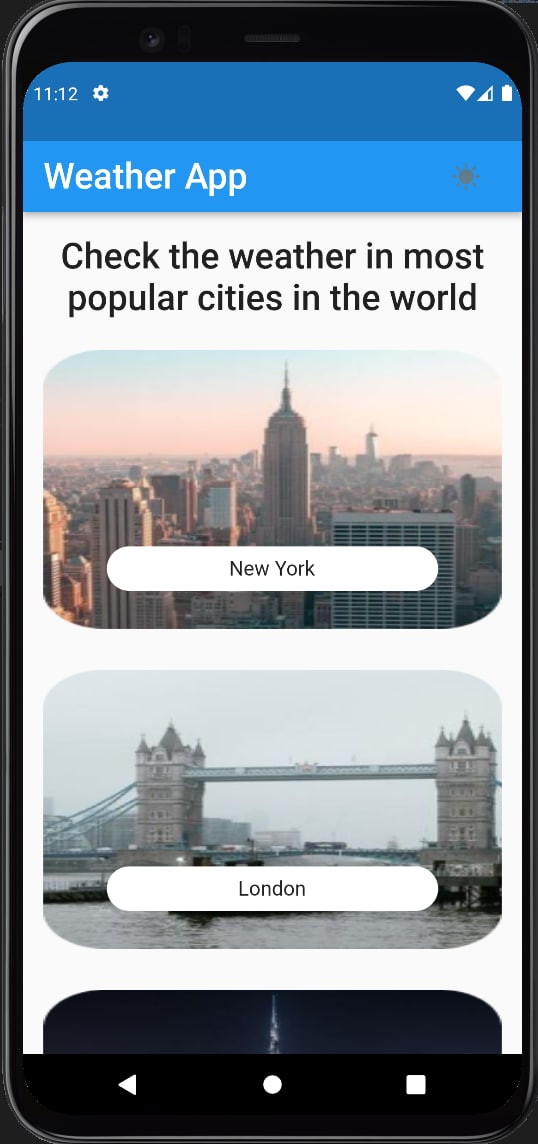 11:12
Weather App
Check the weather in most
popular cities in the world
New York
London